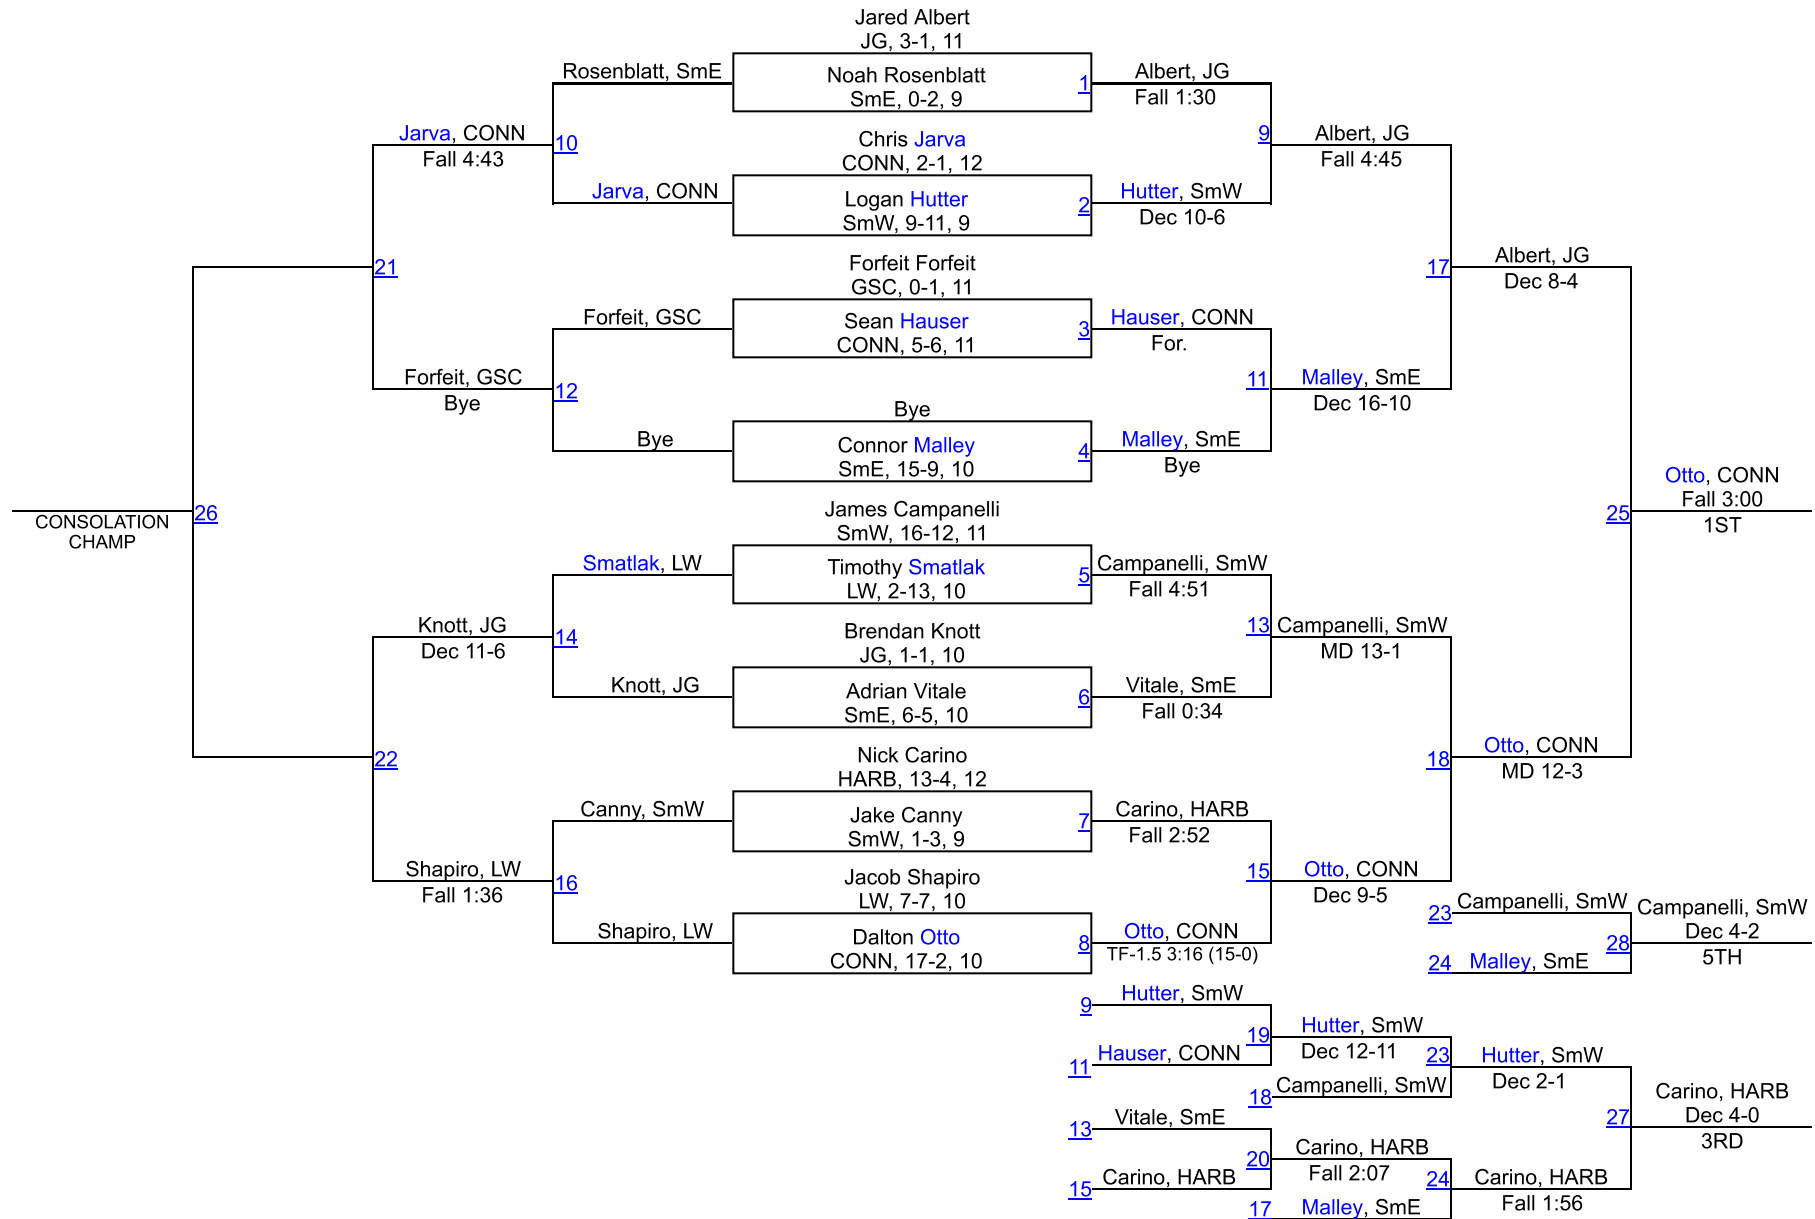 Jared Albert
JG, 3-1, 11
Rosenblatt, SmE
Noah Rosenblatt
SmE, 0-2, 9
1
Albert, JG
Fall 1:30
Jarva, CONN
Fall 4:43
10
Chris Jarva
CONN, 2-1, 12
9
Albert, JG
Fall 4:45
Jarva, CONN
Logan Hutter
SmW, 9-11, 9
2
Hutter, SmW
Dec 10-6
21
Forfeit Forfeit
GSC, 0-1, 11
17
Albert, JG
Dec 8-4
Forfeit, GSC
Sean Hauser
CONN, 5-6, 11
3
Hauser, CONN
For.
Forfeit, GSC
Bye
12
Bye
11
Malley, SmE
Dec 16-10
Bye
Connor Malley
SmE, 15-9, 10
4
Malley, SmE
Bye
CONSOLATION
CHAMP
26
James Campanelli
SmW, 16-12, 11
25
Otto, CONN
Fall 3:00
1ST
Smatlak, LW
Timothy Smatlak
LW, 2-13, 10
5
Campanelli, SmW
Fall 4:51
Knott, JG
Dec 11-6
14
Brendan Knott
JG, 1-1, 10
13
Campanelli, SmW
MD 13-1
Knott, JG
Adrian Vitale
SmE, 6-5, 10
6
Vitale, SmE
Fall 0:34
22
Nick Carino
HARB, 13-4, 12
18
Otto, CONN
MD 12-3
Canny, SmW
Jake Canny
SmW, 1-3, 9
7
Carino, HARB
Fall 2:52
Shapiro, LW
Fall 1:36
16
Jacob Shapiro
LW, 7-7, 10
15
Otto, CONN
Dec 9-5
Shapiro, LW
Dalton Otto
CONN, 17-2, 10
8
Otto, CONN
TF-1.5 3:16 (15-0)
23
Campanelli, SmW
24
Malley, SmE
28
Campanelli, SmW
Dec 4-2
5TH
9
Hutter, SmW
11
Hauser, CONN
19
Hutter, SmW
Dec 12-11
18
Campanelli, SmW
23
Hutter, SmW
Dec 2-1
13
Vitale, SmE
15
Carino, HARB
20
Carino, HARB
Fall 2:07
17
Malley, SmE
24
Carino, HARB
Fall 1:56
27
Carino, HARB
Dec 4-0
3RD